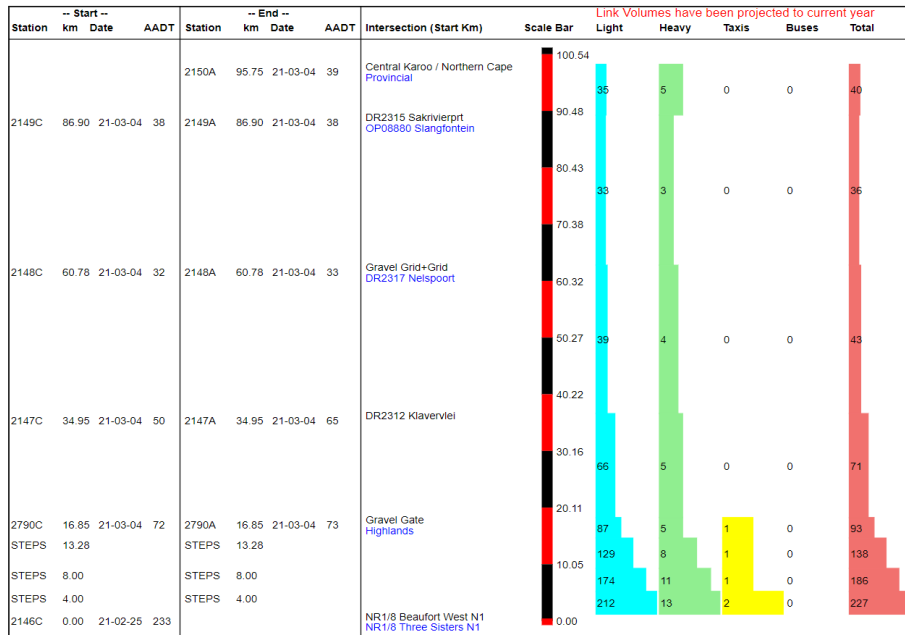 -- Start -- -- End -- Link Volumes have been projected to current year
Station km Date AADT Station km Date AADT Intersection (Start Km) Scale Bar Light Heavy Taxis Buses Total
100.54
2150A 95.75 21-03-04 39 Central Karoo / Northern Cape
Provincial
35 5 0 0 40
90.48
2149C 86.90 21-03-04 38 2149A 86.90 21-03-04 38 DR2315 Sakrivierprt
OP08880 Slangfontein
80.43
33 3 0 0 36
70.38
2148C 60.78 21-03-04 32 2148A 60.78 21-03-04 33 Gravel Grid+Grid
DR2317 Nelspoort
60.32
50.27
39 4 0 0 43
40.22
2147C 34.95 21-03-04 50 2147A 34.95 21-03-04 65 DR2312 Klavervlei
30.16
66 5 0 0 71
20.11
2790C 16.85 21-03-04 72 2790A 16.85 21-03-04 73 Gravel Gate
Highlands
87 5 1 0 93
STEPS 13.28 STEPS 13.28
129 8 1 0 138
10.05
STEPS 8.00 STEPS 8.00
174 11 1 0 186
STEPS 4.00 STEPS 4.00
212 13 2 0 227
2146C 0.00 21-02-25 233 NR1/8 Beaufort West N1 0.00
NR1/8 Three Sisters N1